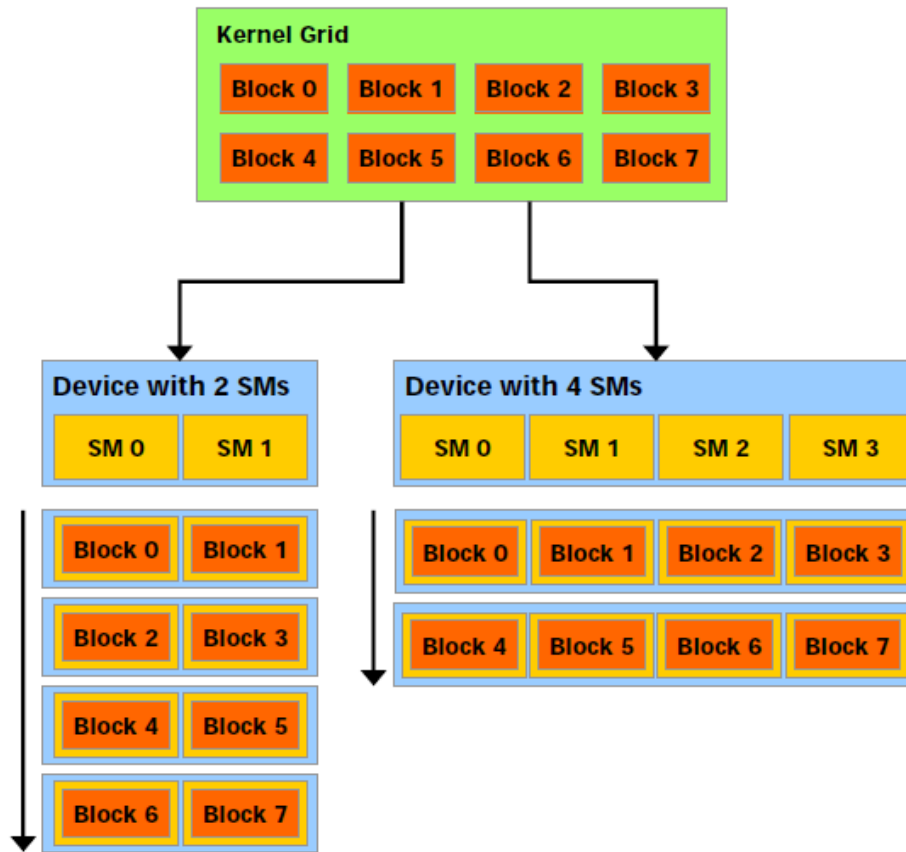 Kernel Grid
Block 0 Block 1 Block 2 Block 3
Block 4 Block 5 Block 6 Block 7
Device with 2 SMs
SM 0 SM 1
Block 0 Block 1
Block 2 Block 3
Block 4 Block 5
Block 6 Block 7
Device with 4 SMs
SM 0 SM 1 SM 2 SM 3
Block 0 Block 1 Block 2 Block 3
Block 4 Block 5 Block 6 Block 7